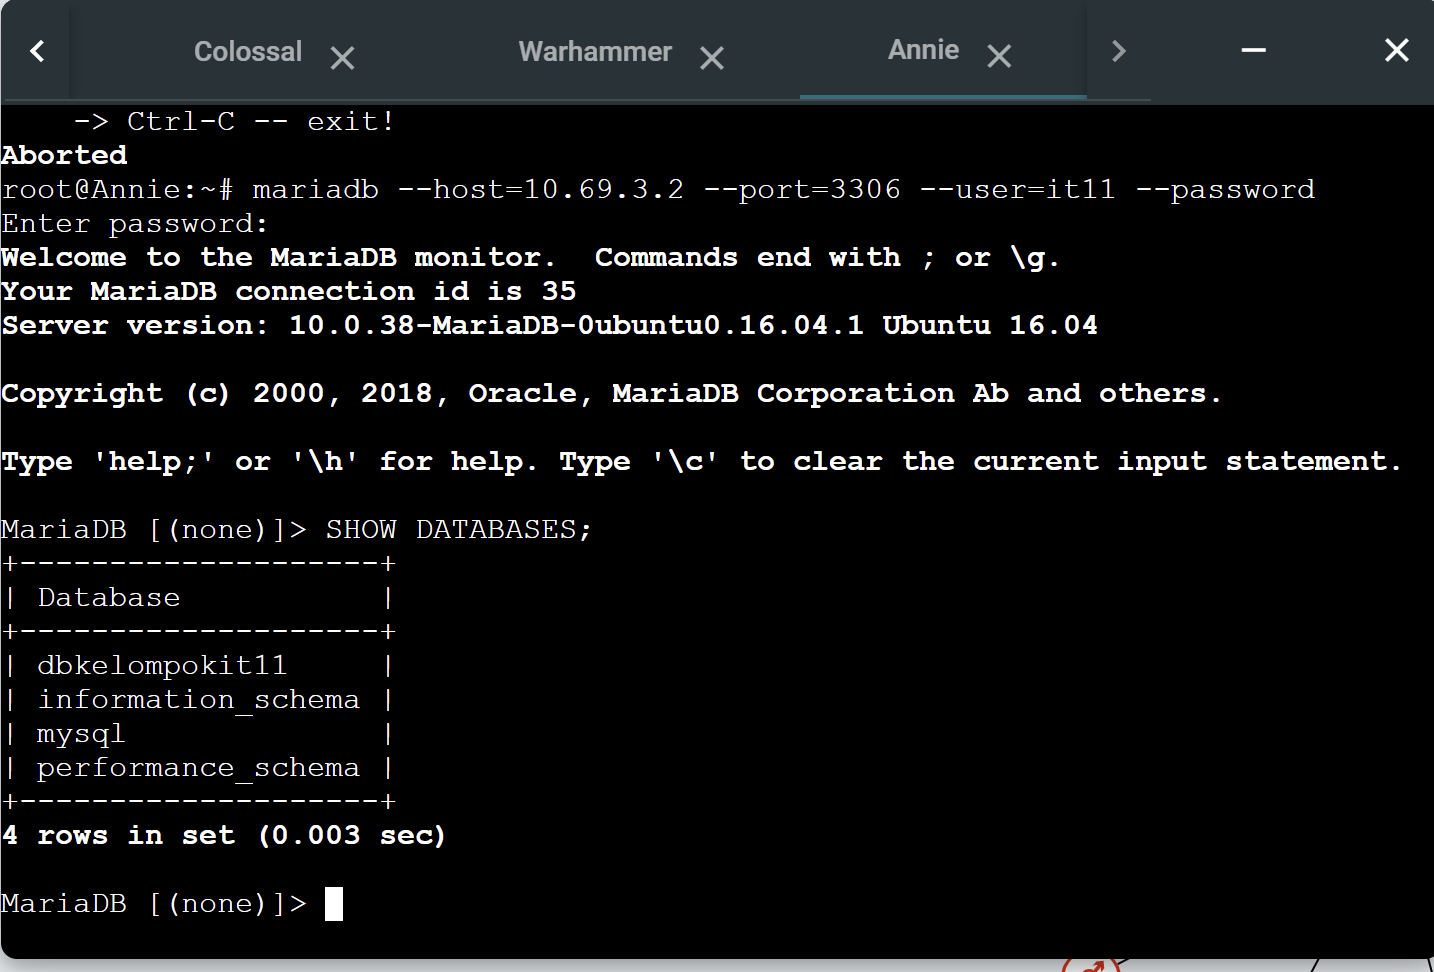 Colossal Warhammer Annie
-> Ctrl-C -- exit!
Aborted
root@Annie:~# mariadb --host=10.69.3.2 --port=3306 --user=it11 --password
Enter password:
Welcome to the MariaDB monitor.  Commands end with ; or \g.
Your MariaDB connection id is 35
Server version: 10.0.38-MariaDB-0ubuntu0.16.04.1 Ubuntu 16.04
Copyright (c) 2000, 2018, Oracle, MariaDB Corporation Ab and others.
Type 'help;' or '\h' for help. Type '\c' to clear the current input statement.
MariaDB [(none)]> SHOW DATABASES;
+--------------------+
| Database           |
+--------------------+
| dbkelompokit11     |
| information_schema |
| mysql              |
| performance_schema |
+--------------------+
4 rows in set (0.003 sec)
MariaDB [(none)]>